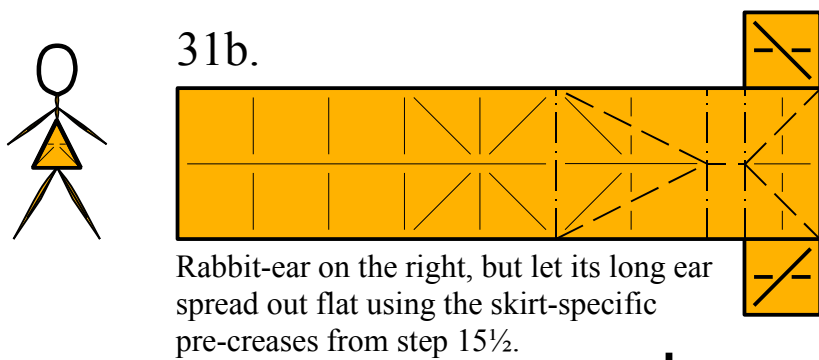 31b.
Rabbit-ear on the right, but let its long ear
spread out flat using the skirt-specific
pre-creases from step 15½.